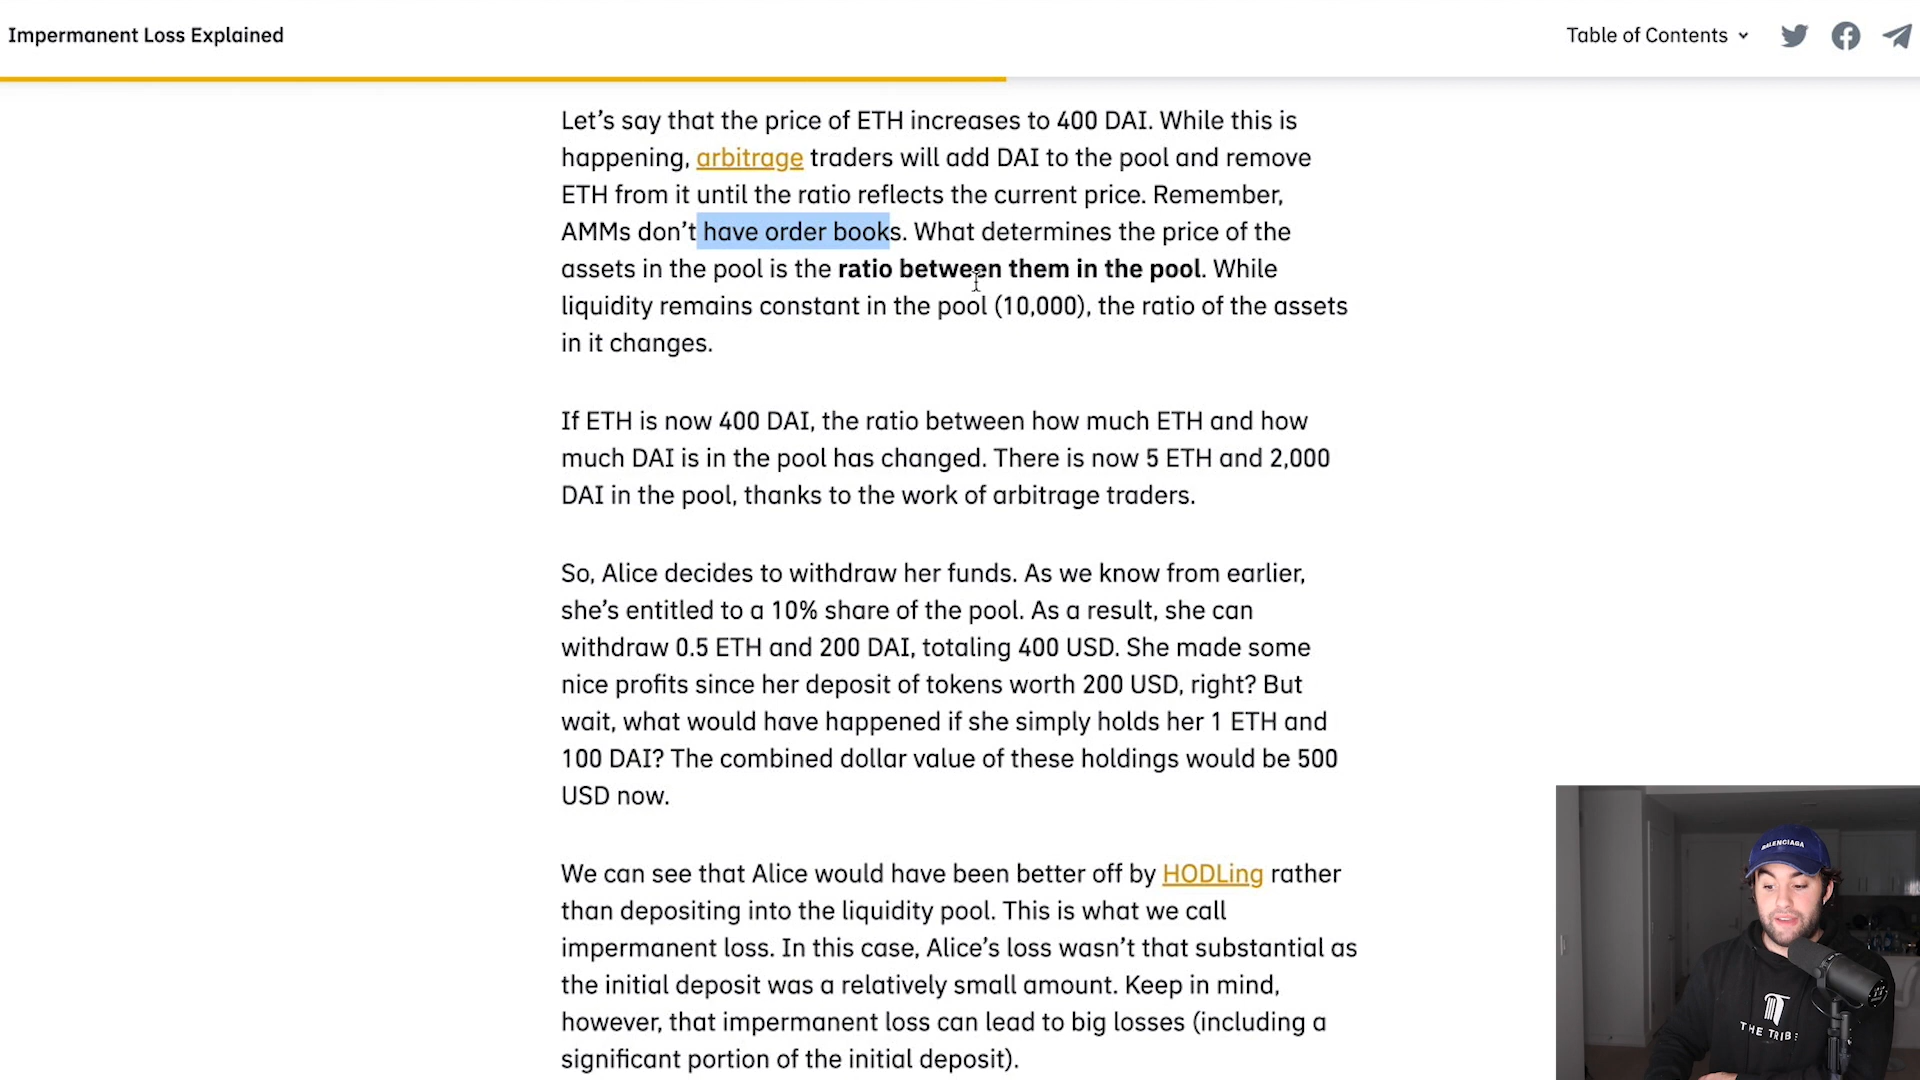 Impermanent Loss Explained
Table of Contents
Let’s say that the price of ETH increases to 400 DAI. While this is
happening, arbitrage traders will add DAI to the pool and remove
ETH from it until the ratio reflects the current price. Remember,
AMMs don’t have order books. What determines the price of the
assets in the pool is the ratio between them in the pool. While
liquidity remains constant in the pool (10,000), the ratio of the assets
in it changes.
If ETH is now 400 DAI, the ratio between how much ETH and how
much DAI is in the pool has changed. There is now 5 ETH and 2,000
DAI in the pool, thanks to the work of arbitrage traders.
So, Alice decides to withdraw her funds. As we know from earlier,
she’s entitled to a 10% share of the pool. As a result, she can
withdraw 0.5 ETH and 200 DAI, totaling 400 USD. She made some
nice profits since her deposit of tokens worth 200 USD, right? But
wait, what would have happened if she simply holds her 1 ETH and
100 DAI? The combined dollar value of these holdings would be 500
USD now.
We can see that Alice would have been better off by HODLing rather
than depositing into the liquidity pool. This is what we call
impermanent loss. In this case, Alice’s loss wasn’t that substantial as
the initial deposit was a relatively small amount. Keep in mind,
however, that impermanent loss can lead to big losses (including a
significant portion of the initial deposit).
BALENCIAGA
THE TRIBE